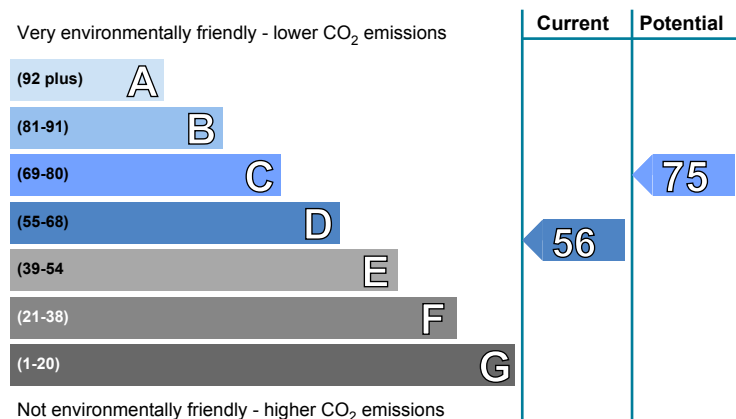 Current Potential
Very environmentally friendly - lower CO₂ emissions
(92 plus) A
(81-91) B
(69-80) C 75
(55-68) D
56
(39-54 E
(21-38) F
(1-20) G
Not environmentally friendly - higher CO₂ emissions